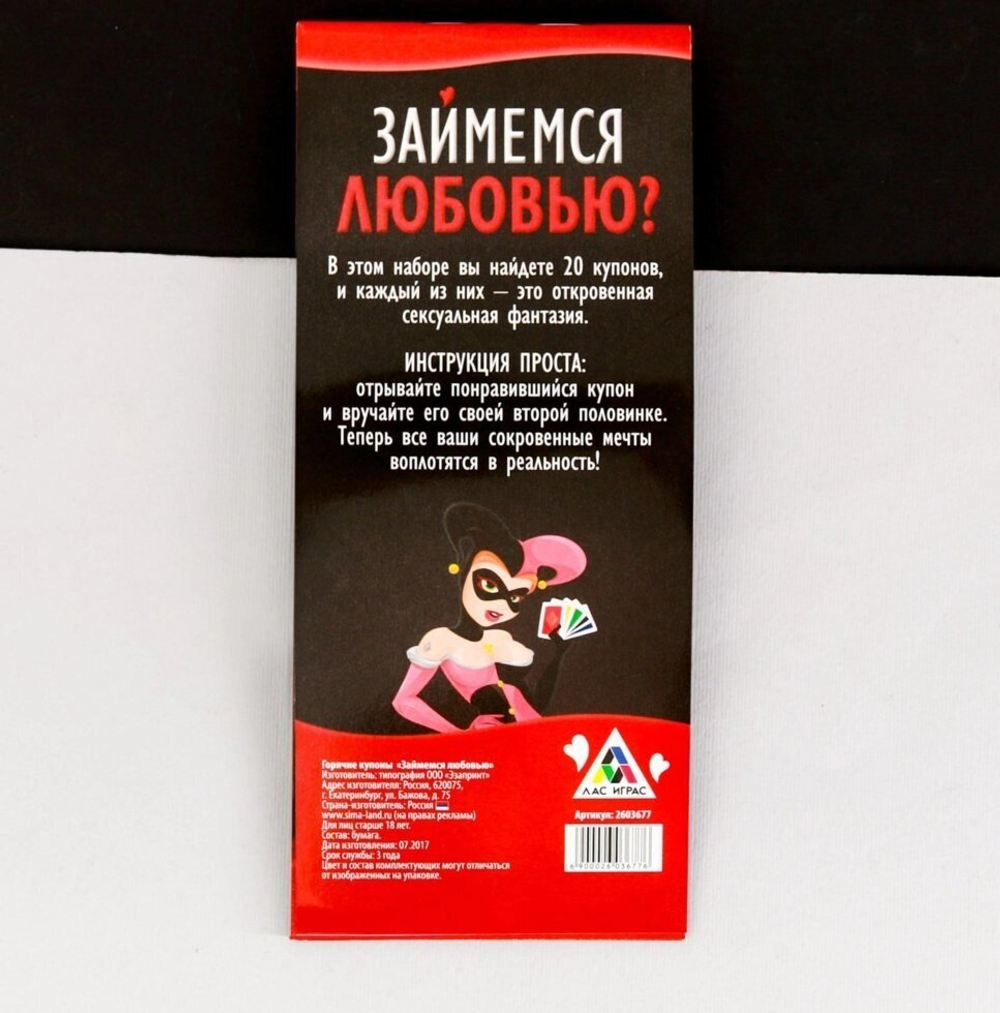 ЗАЙМЕМСЯ
ЛЮБОВЬЮ?
В этом наборе вы найдете 20 купонов,
и каждый из них — это откровенная
сексуальная фантазия.
ИНСТРУКЦИЯ ПРОСТА:
отрывайте понравившийся купон
и вручайте его своей второй половинке.
Теперь все ваши сокровенные мечты
воплотятся в реальность!
Горячие купоны «Займемся любовью»
Изготовитель: типография ООО «Эзапринт»
Адрес изготовителя: Россия, 620075,
г. Екатеринбург, ул. Бажова, д. 75
Страна-изготовитель: Россия
www.sima-land.ru (на правах рекламы)
Для лиц старше 18 лет.
Состав: бумага.
Дата изготовления: 07.2017
Срок службы: 3 года
Цвет и состав комплектующих могут отличаться
от изображенных на упаковке.
ЛАС ИГРАС
Артикул: 2603677
6 900026 036776